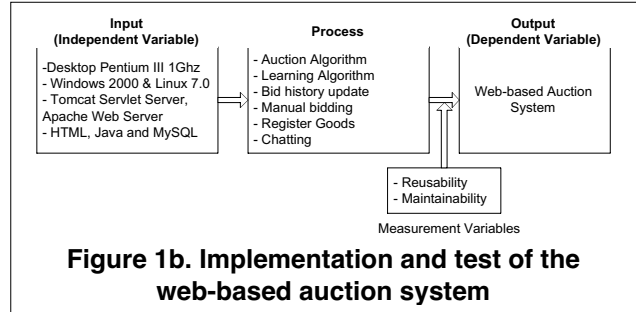 Input
(Independent Variable)
-Desktop Pentium III 1Ghz
- Windows 2000 & Linux 7.0
- Tomcat Servlet Server,
Apache Web Server
- HTML, Java and MySQL
Process
- Auction Algorithm
- Learning Algorithm
- Bid history update
- Manual bidding
- Register Goods
- Chatting
Output
(Dependent Variable)
Web-based Auction
System
- Reusability
- Maintainability
Measurement Variables
Figure 1b. Implementation and test of the
web-based auction system